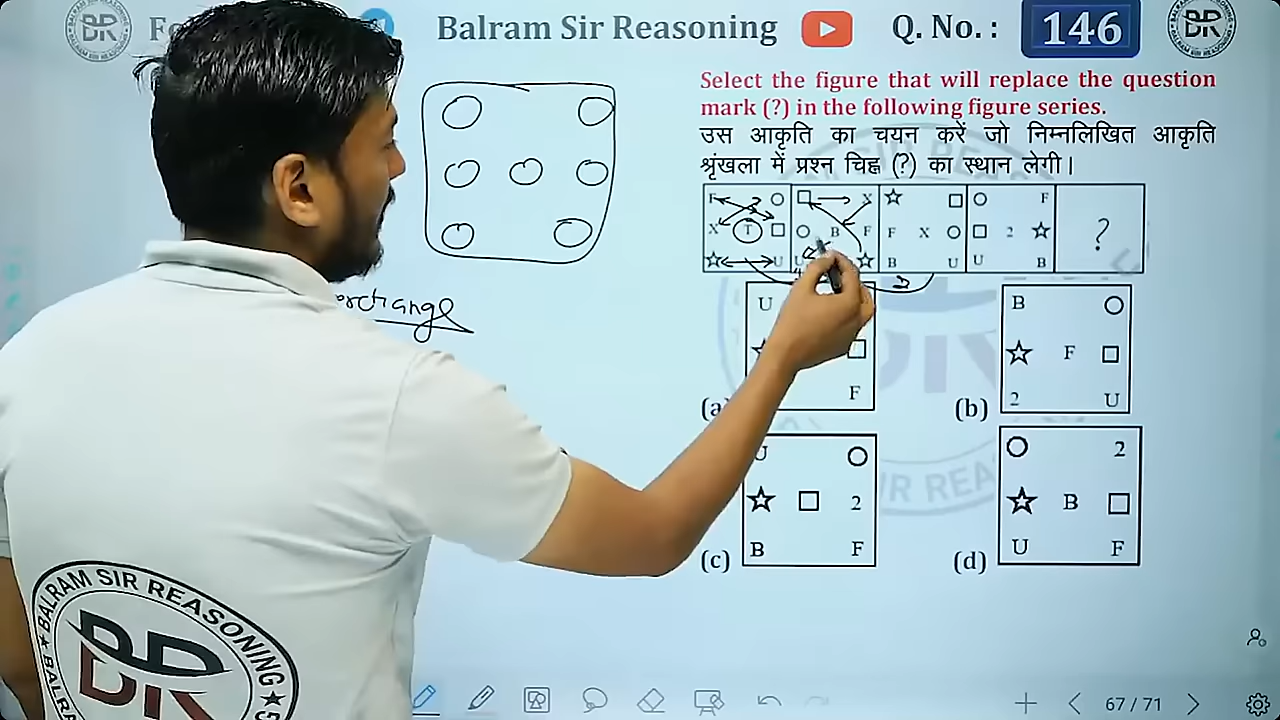 Balram Sir Reasoning
Q. No. :
146
Select the figure that will replace the question
mark (?) in the following figure series.
उस आकृति का चयन करें जो निम्नलिखित आकृति
श्रृंखला में प्रश्न चिह्न (?) का स्थान लेगी।
F
X T
U
X
B F
F X
B U
F
2
U B
?
(a)
U
F
(b)
B
F
2 U
(c)
U
2
B F
(d)
2
B
U F
BALRAM SIR REASONING
BR
67 / 71